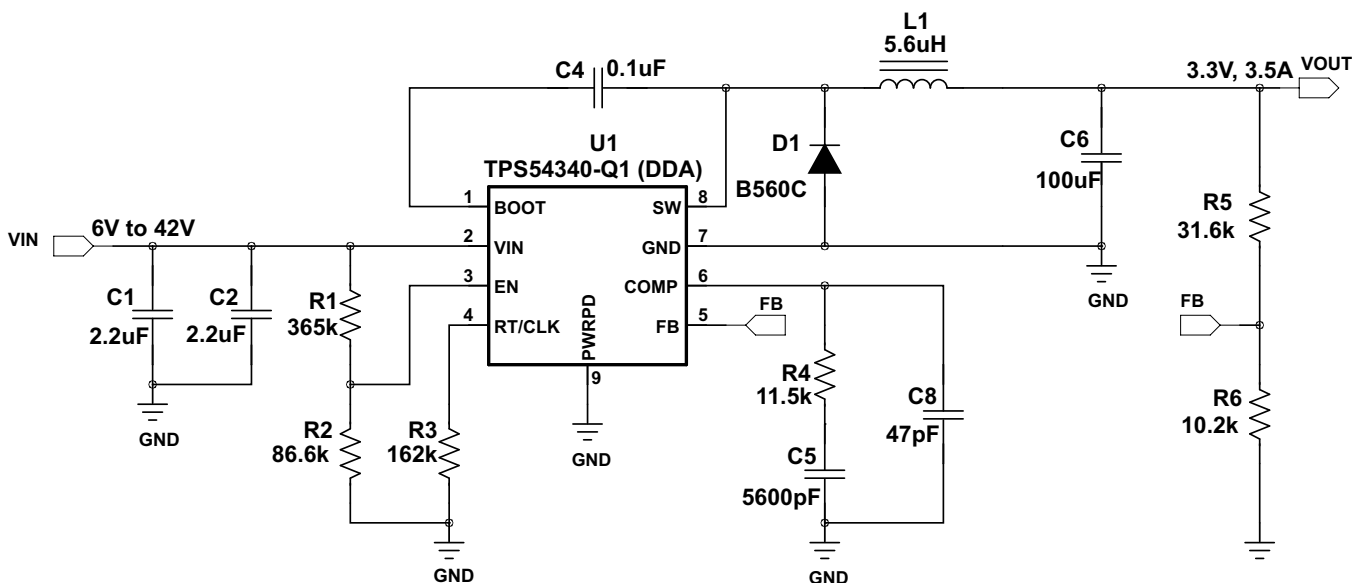 L1
5.6uH
C4
0.1uF
3.3V, 3.5A
VOUT
U1
TPS54340-Q1 (DDA)
D1
B560C
C6
100uF
1
BOOT
SW
8
R5
31.6k
VIN
6V to 42V
2
VIN
GND
7
3
EN
COMP
6
GND
C1
2.2uF
C2
2.2uF
R1
365k
4
RT/CLK
PWRPD
FB
5
FB
FB
9
R4
11.5k
C8
47pF
R6
10.2k
GND
R2
86.6k
R3
162k
GND
C5
5600pF
GND
GND